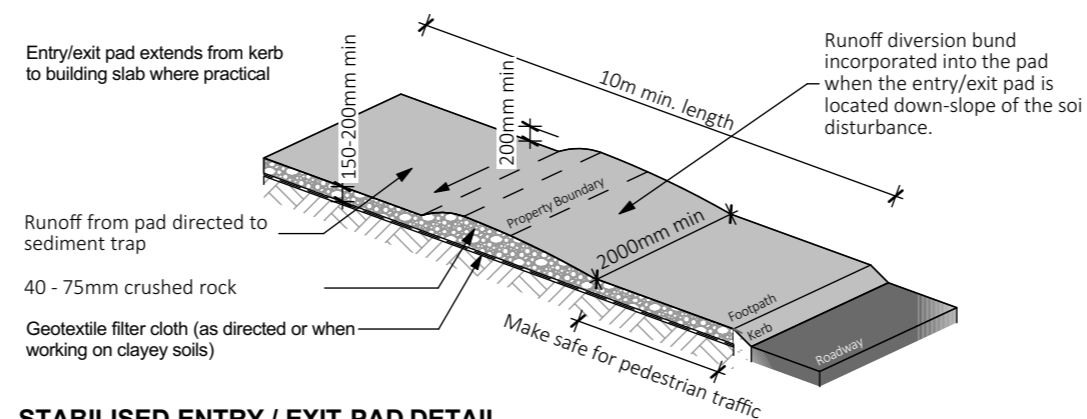 Entry/exit pad extends from kerb
to building slab where practical
10m min. length
Runoff diversion bund
incorporated into the pad
when the entry/exit pad is
located down-slope of the soi
disturbance.
150-200mm min
200mm min
Property Boundary
2000mm min
Runoff from pad directed to
sediment trap
40 - 75mm crushed rock
Geotextile filter cloth (as directed or when
working on clayey soils)
Footpath
Kerb
Roadway
Make safe for pedestrian traffic
STABILISED ENTRY / EXIT PAD DETAIL